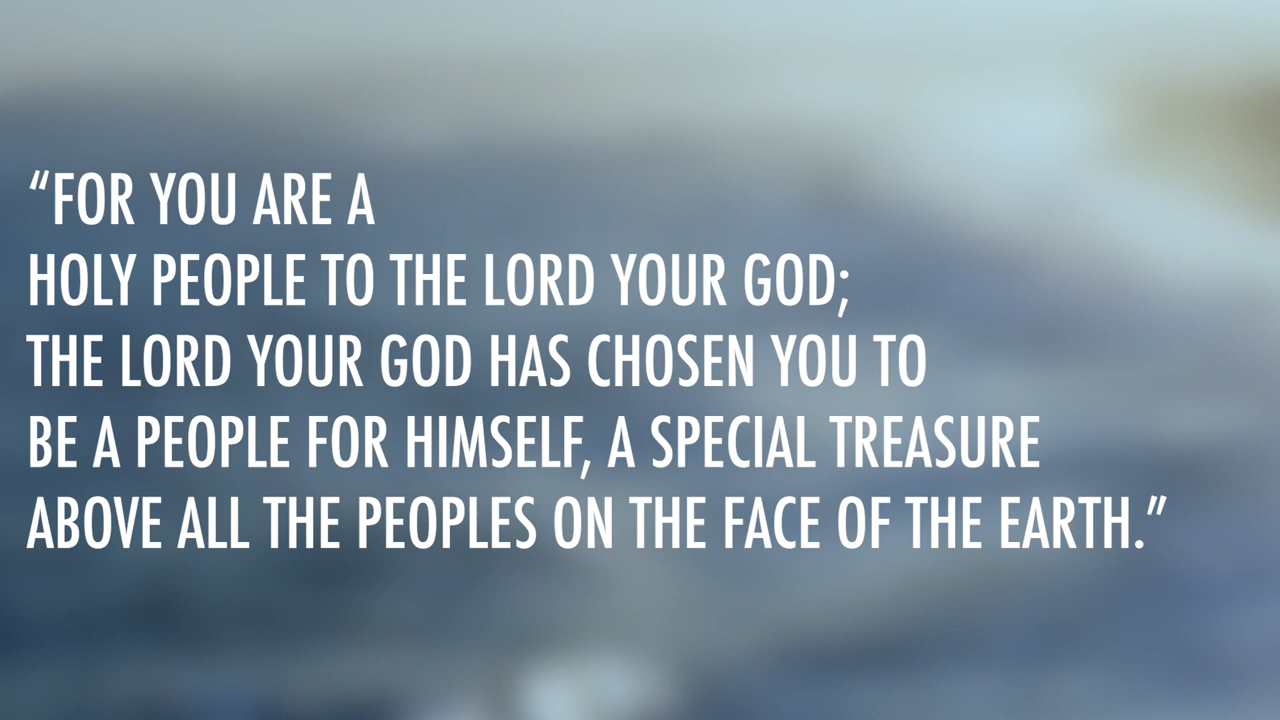 “FOR YOU ARE A
HOLY PEOPLE TO THE LORD YOUR GOD;
THE LORD YOUR GOD HAS CHOSEN YOU TO
BE A PEOPLE FOR HIMSELF, A SPECIAL TREASURE
ABOVE ALL THE PEOPLES ON THE FACE OF THE EARTH.”